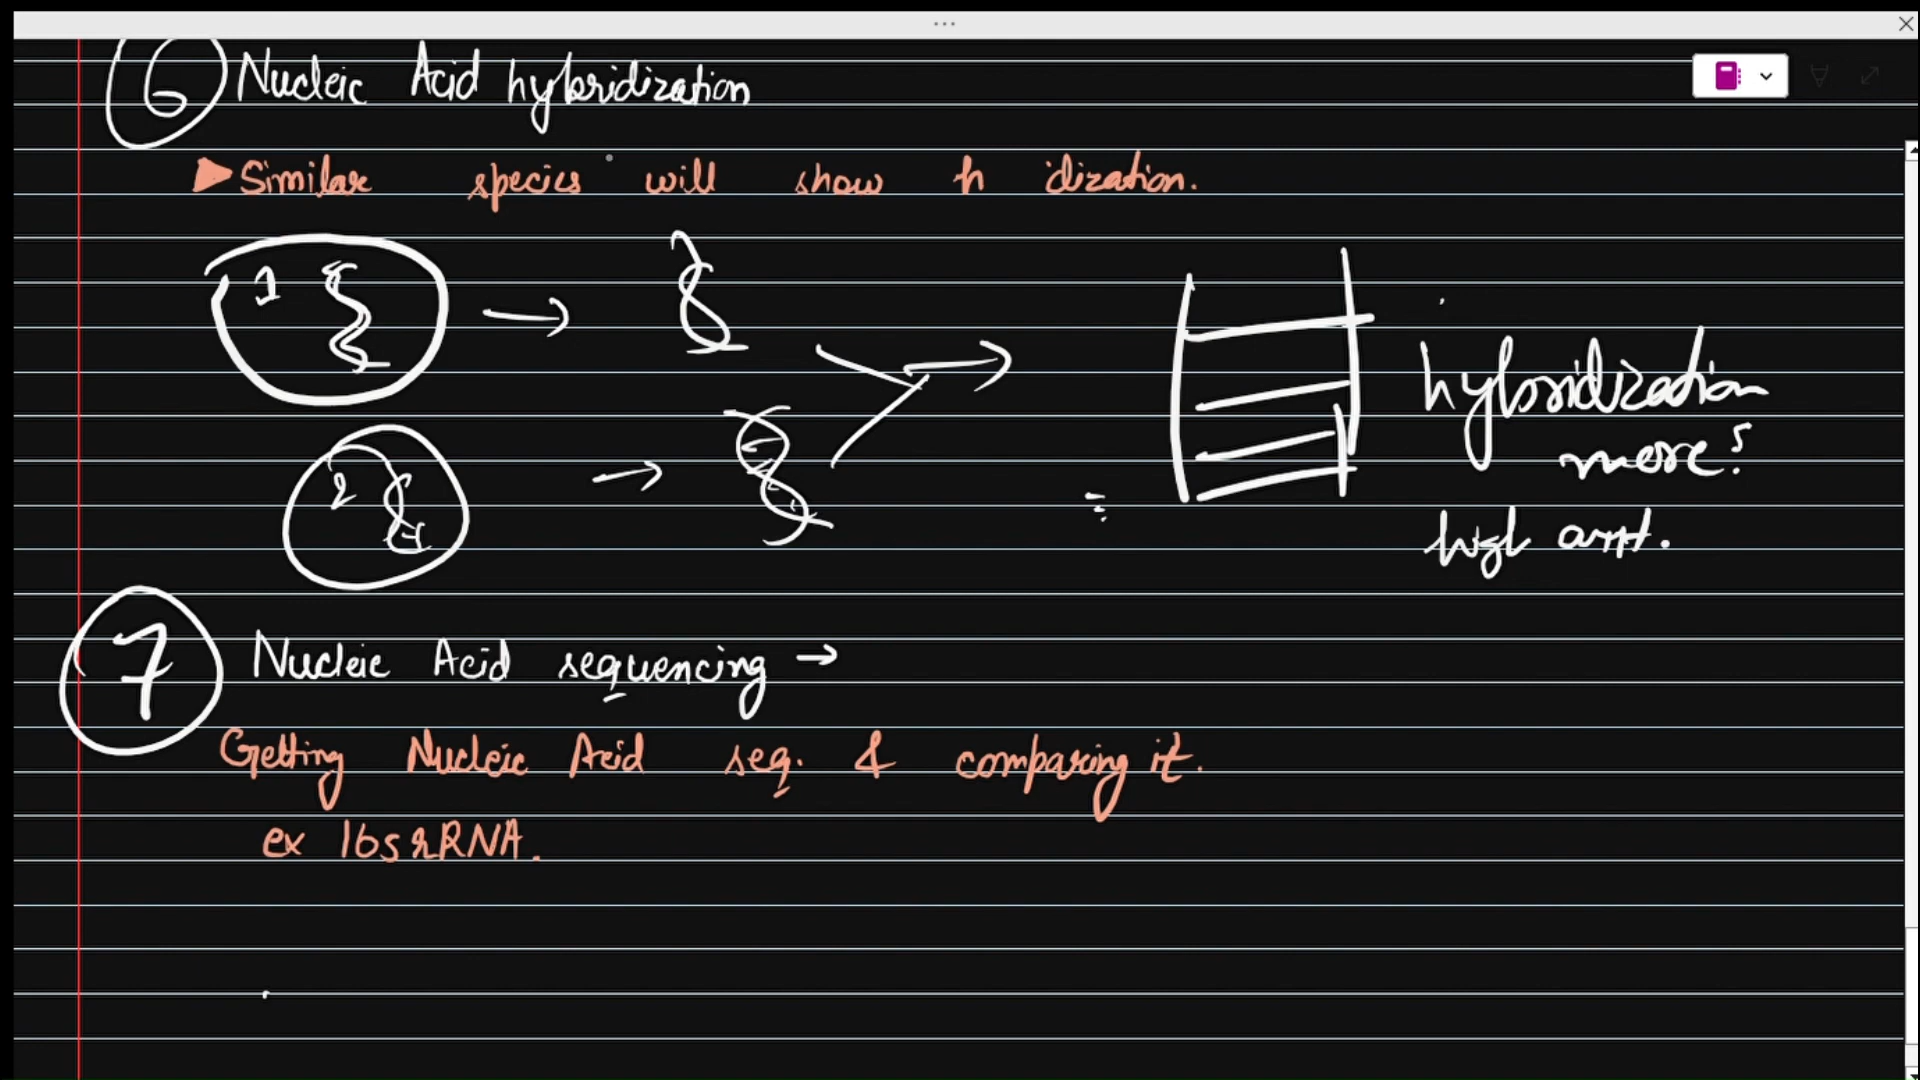 6 Nucleic Acid hybridization
Similar species will show h dization.
1
2
hybridization
more?
high amt.
7 Nucleic Acid sequencing →
Getting Nucleic Acid seq. & comparing it.
ex 16s rRNA.